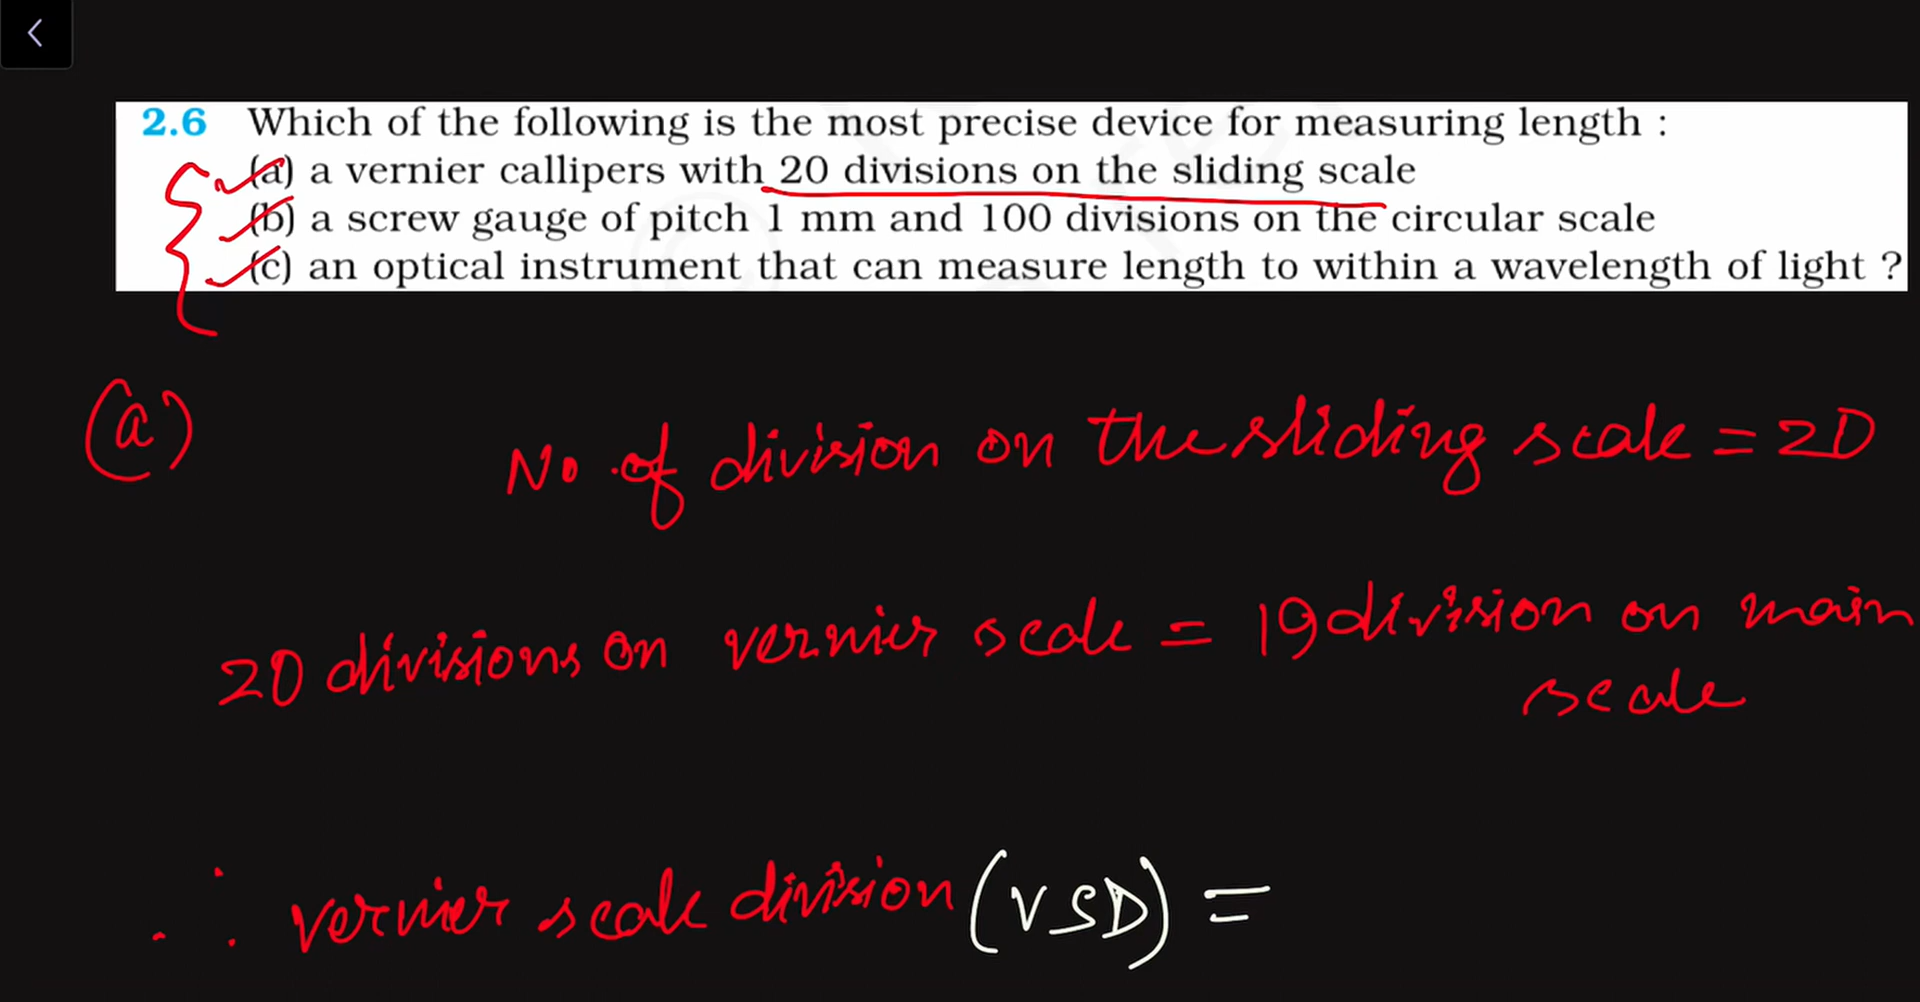 2.6 Which of the following is the most precise device for measuring length :
(a) a vernier callipers with 20 divisions on the sliding scale
(b) a screw gauge of pitch 1 mm and 100 divisions on the circular scale
(c) an optical instrument that can measure length to within a wavelength of light ?
(a)
No. of division on the sliding scale = 20
20 divisions on vernier scale = 19 division on main
scale
∴ vernier scale division (VSD) =